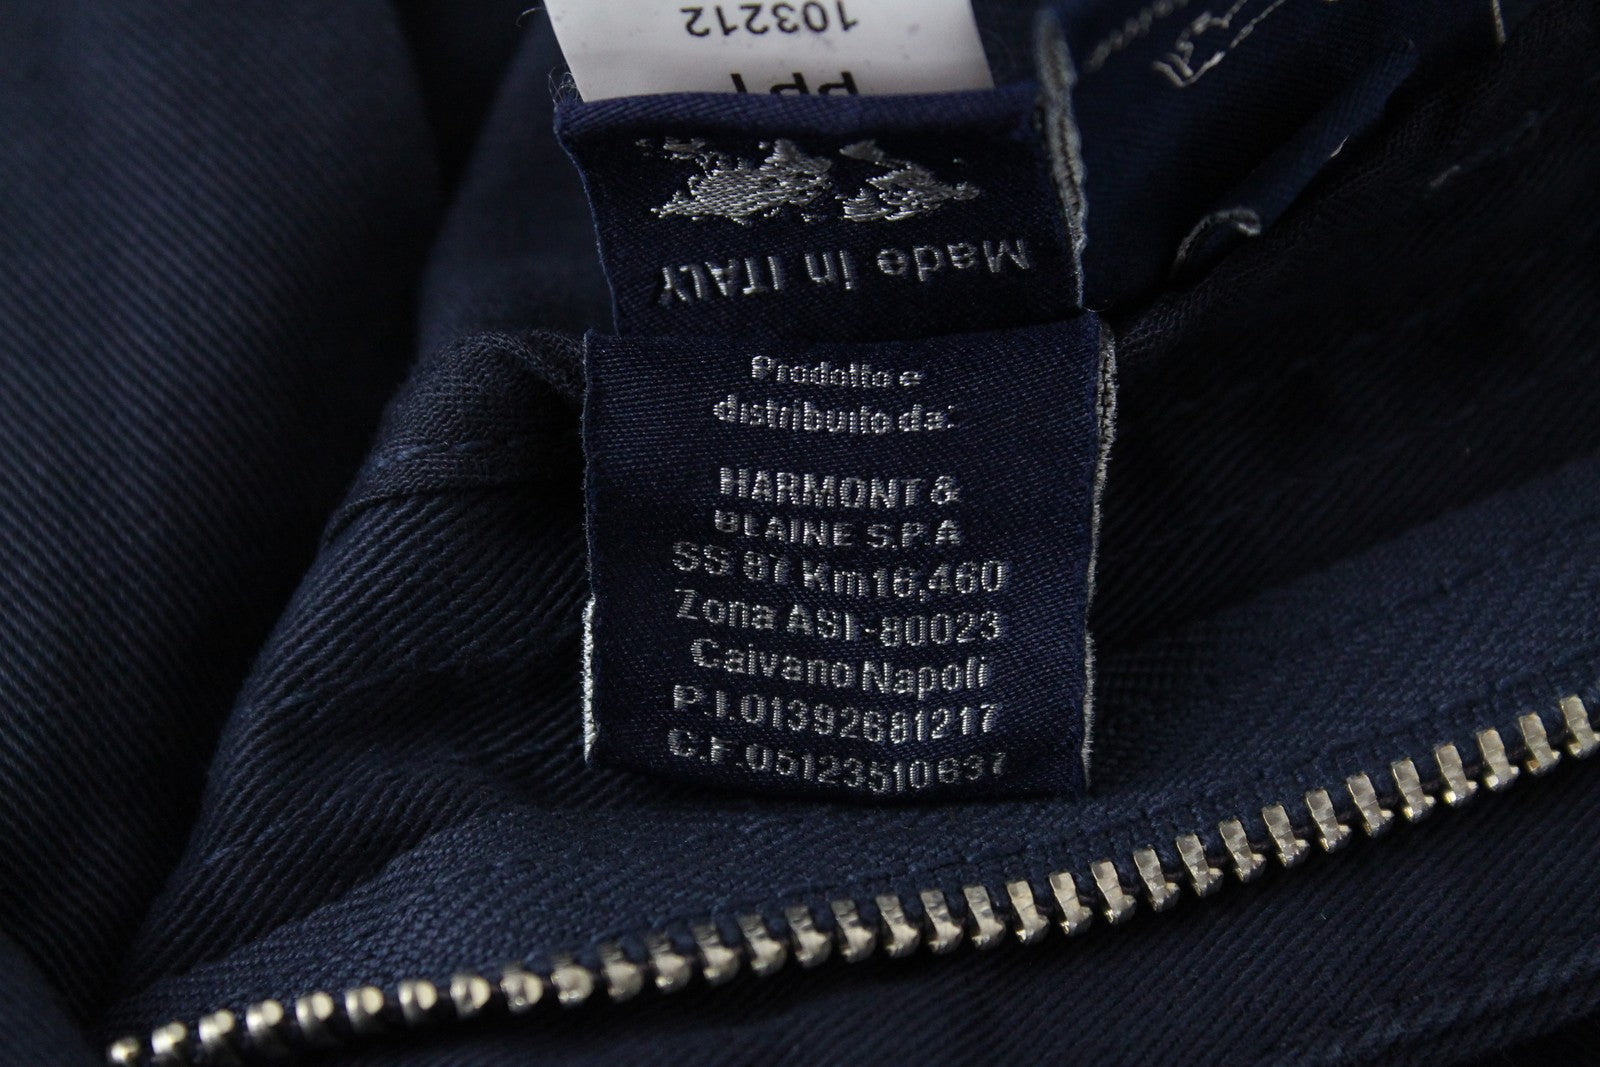 103212
Made in ITALY
Prodotto e
distribuito da:
HARMONT &
BLAINE S.P.A
SS 87 Km16,460
Zona ASI -80023
Caivano Napoli
P.I.01392681217
C.F.05123510637